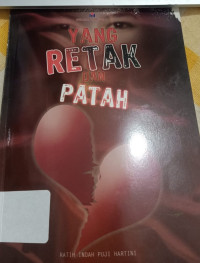 YANG
RETAK
DAN
PATAH
RATIH INDAH PUJI HARTINI